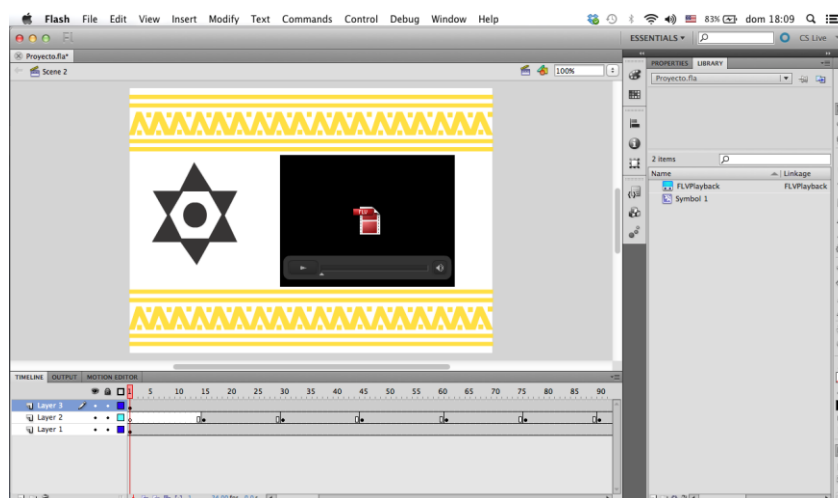 Flash File Edit View Insert Modify Text Commands Control Debug Window Help 83% dom 18:09
Fl ESSENTIALS CS Live
Proyecto.fla*
Scene 2 100%
PROPERTIES LIBRARY
Proyecto.fla
2 items
Name Linkage
FLVPlayback FLVPlayback
Symbol 1
FLV
TIMELINE OUTPUT MOTION EDITOR
1 5 10 15 20 25 30 35 40 45 50 55 60 65 70 75 80 85 90
Layer 3
Layer 2
Layer 1